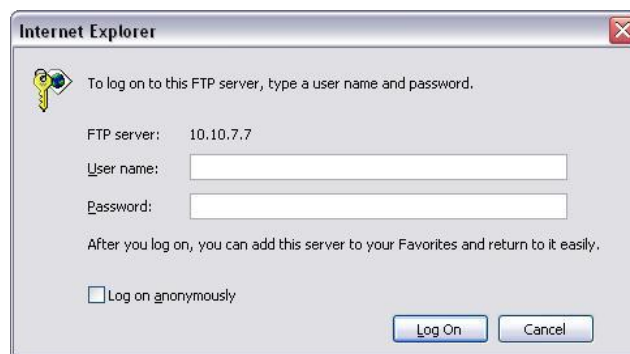 Internet Explorer
To log on to this FTP server, type a user name and password.
FTP server: 10.10.7.7
User name:
Password:
After you log on, you can add this server to your Favorites and return to it easily.
Log on anonymously
Log On Cancel